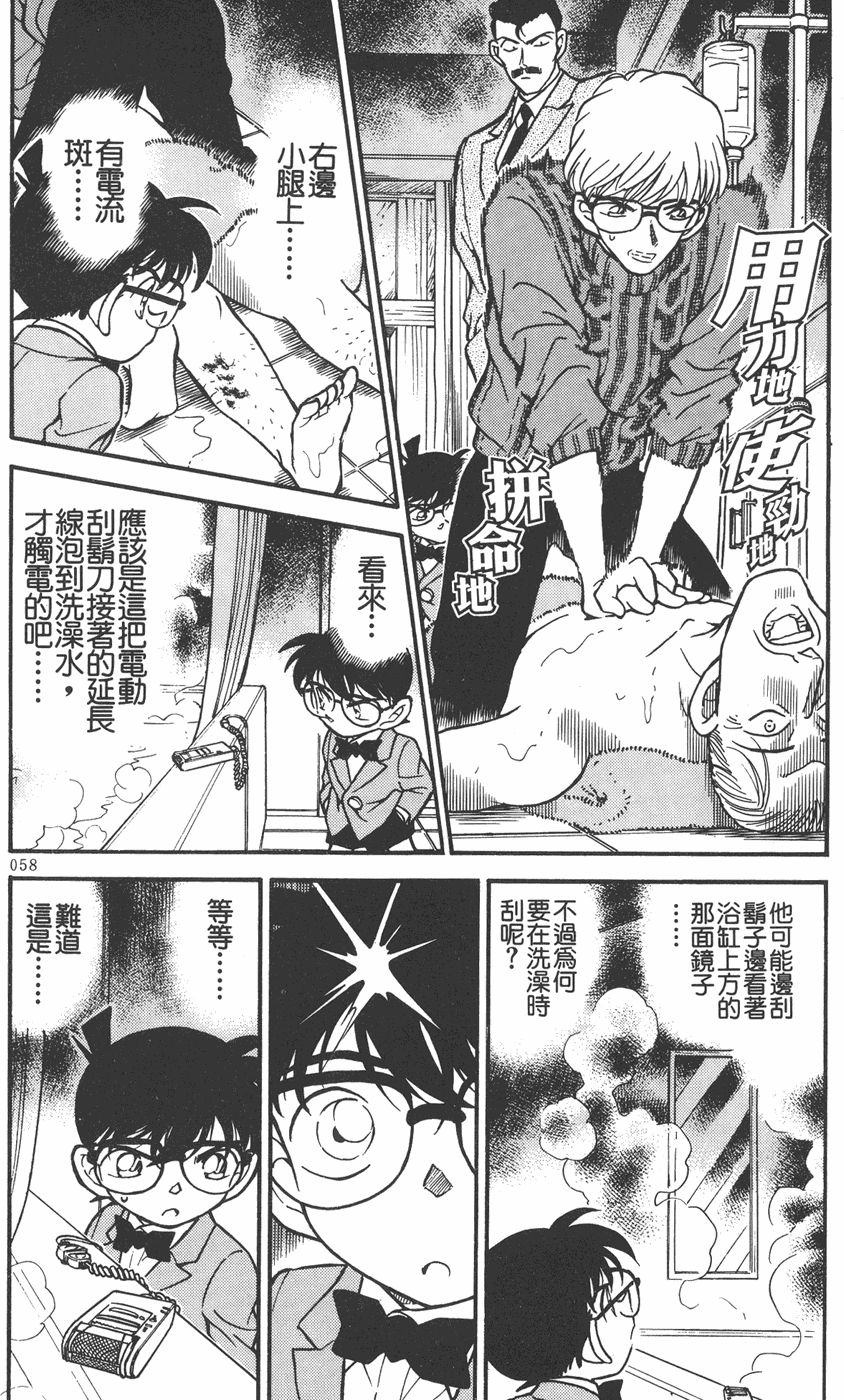 用力地
使勁地
拼命地
右邊
小腿上……
有電流
斑……
看來…
應該是這把電動
刮鬍刀接著的延長
線泡到洗澡水，
才觸電的吧……
058
他可能邊刮
鬍子邊看著
浴缸上方的
那面鏡子
……
不過為何
要在洗澡時
刮呢?
等等……
難道
這是……